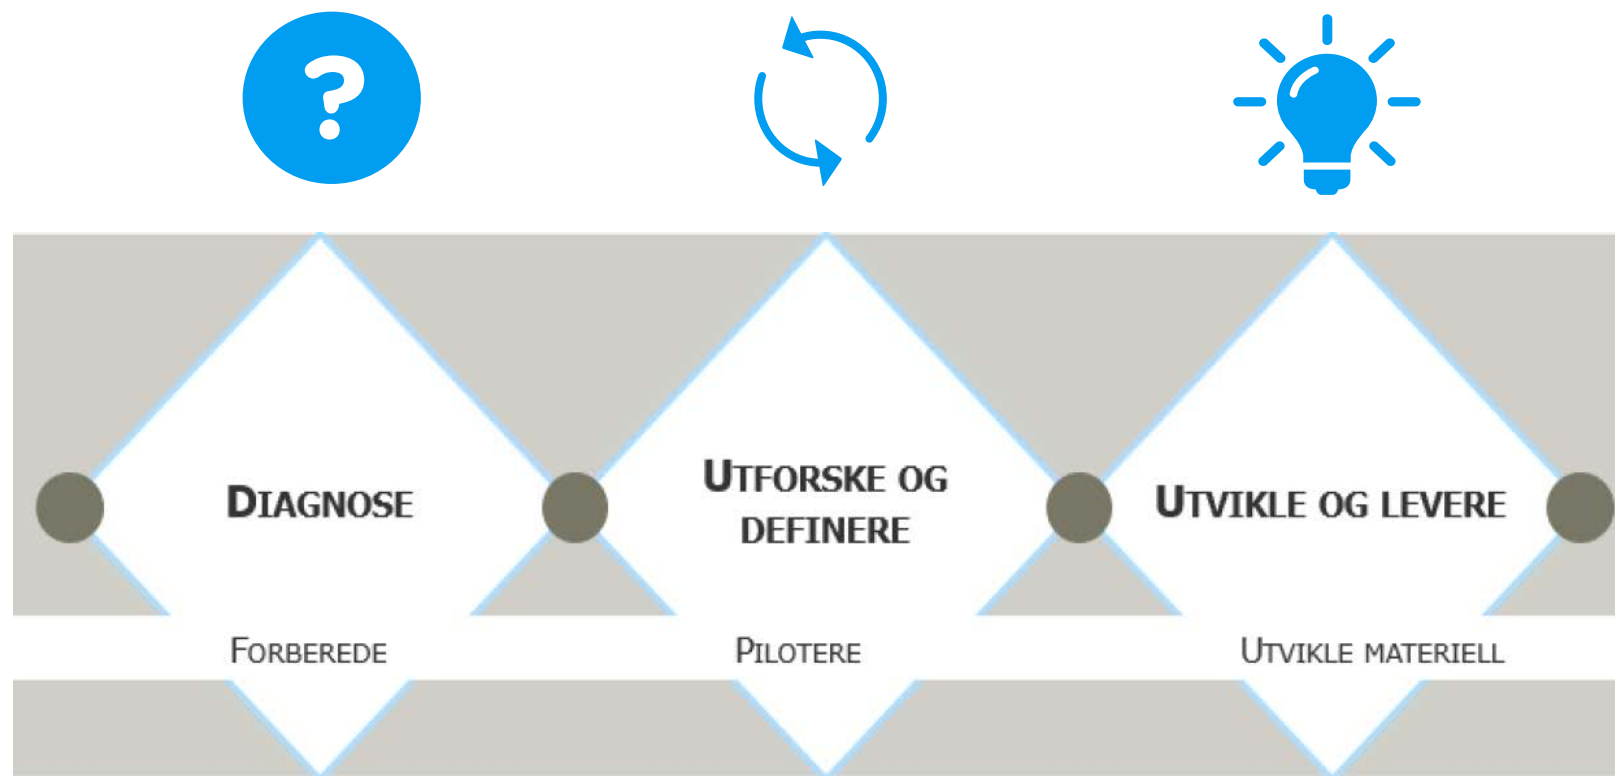 ?
DIAGNOSE
UTFORSKE OG
DEFINERE
UTVIKLE OG LEVERE
FORBEREDE
PILOTERE
UTVIKLE MATERIELL